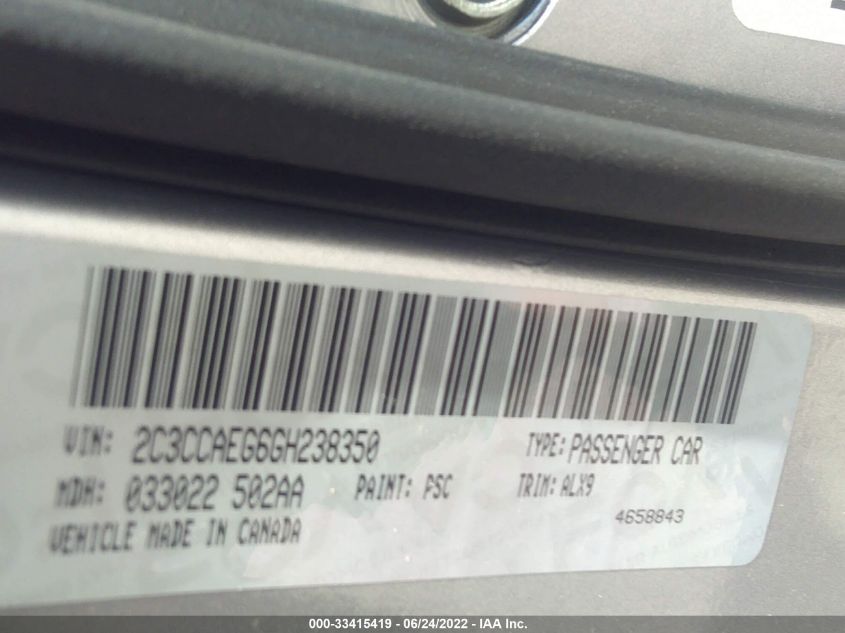 VIN: 2C3CCAEG6GH238350 TYPE: PASSENGER CAR
MDH: 033022 502AA PAINT: PSC TRIM: ALX9
4658843
VEHICLE MADE IN CANADA
000-33415419 - 06/24/2022 - IAA Inc.